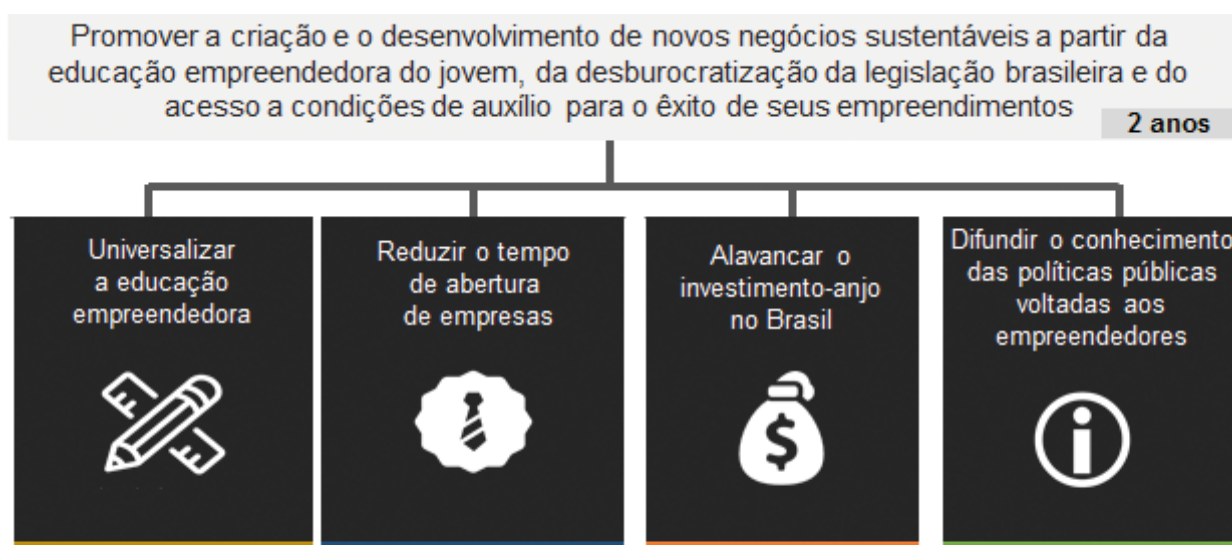 Promover a criação e o desenvolvimento de novos negócios sustentáveis a partir da
educação empreendedora do jovem, da desburocratização da legislação brasileira e do
acesso a condições de auxílio para o êxito de seus empreendimentos
2 anos
Universalizar
a educação
empreendedora
Reduzir o tempo
de abertura
de empresas
Alavancar o
investimento-anjo
no Brasil
$
Difundir o conhecimento
das políticas públicas
voltadas aos
empreendedores